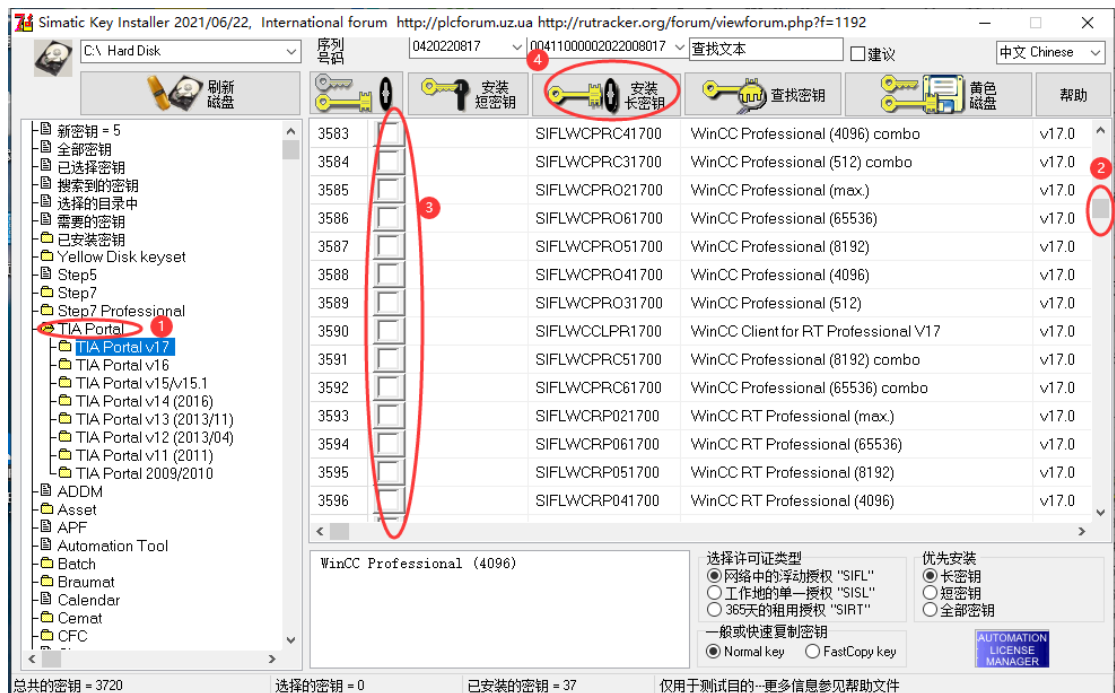 Simatic Key Installer 2021/06/22, International forum http://plcforum.uz.ua http://rutracker.org/forum/viewforum.php?f=1192
C:\ Hard Disk
序列号码
0420220817
00411000002022008017
查找文本
建议
中文 Chinese
4
刷新磁盘
安装短密钥
安装长密钥
查找密钥
黄色磁盘
帮助
新密钥 = 5
全部密钥
已选择密钥
搜索到的密钥
选择的目录中
需要的密钥
已安装密钥
Yellow Disk keyset
Step5
Step7
Step7 Professional
TIA Portal
1
TIA Portal v17
TIA Portal v16
TIA Portal v15/v15.1
TIA Portal v14 (2016)
TIA Portal v13 (2013/11)
TIA Portal v12 (2013/04)
TIA Portal v11 (2011)
TIA Portal 2009/2010
ADDM
Asset
APF
Automation Tool
Batch
Braumat
Calendar
Cemat
CFC
3583 SIFLWCPRC41700 WinCC Professional (4096) combo v17.0
3584 SIFLWCPRC31700 WinCC Professional (512) combo v17.0
2
3585 SIFLWCPRO21700 WinCC Professional (max.) v17.0
3
3586 SIFLWCPRO61700 WinCC Professional (65536) v17.0
3587 SIFLWCPRO51700 WinCC Professional (8192) v17.0
3588 SIFLWCPRO41700 WinCC Professional (4096) v17.0
3589 SIFLWCPRO31700 WinCC Professional (512) v17.0
3590 SIFLWCCLPR1700 WinCC Client for RT Professional V17 v17.0
3591 SIFLWCPRC51700 WinCC Professional (8192) combo v17.0
3592 SIFLWCPRC61700 WinCC Professional (65536) combo v17.0
3593 SIFLWCRP021700 WinCC RT Professional (max.) v17.0
3594 SIFLWCRP061700 WinCC RT Professional (65536) v17.0
3595 SIFLWCRP051700 WinCC RT Professional (8192) v17.0
3596 SIFLWCRP041700 WinCC RT Professional (4096) v17.0
WinCC Professional (4096)
选择许可证类型
网络中的浮动授权 "SIFL"
工作地的单一授权 "SISL"
365天的租用授权 "SIRT"
一般或快速复制密钥
Normal key FastCopy key
优先安装
长密钥
短密钥
全部密钥
AUTOMATION
LICENSE
MANAGER
总共的密钥 = 3720 选择的密钥 = 0 已安装的密钥 = 37 仅用于测试目的--更多信息参见帮助文件